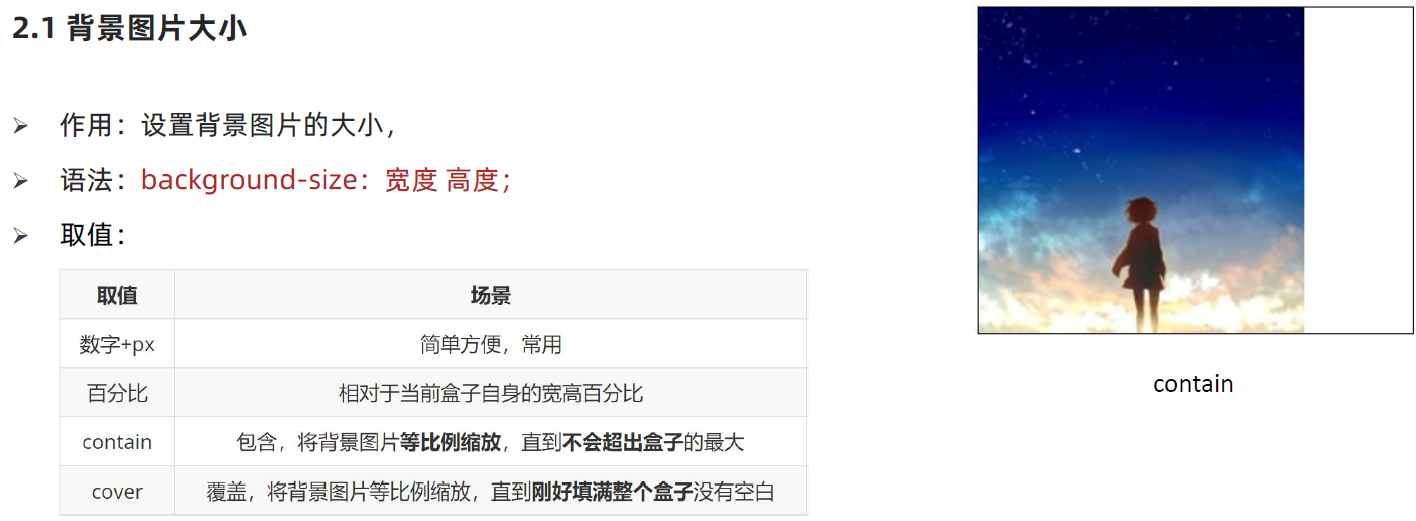 2.1 背景图片大小
作用：设置背景图片的大小，
语法：background-size：宽度 高度；
取值：
取值 场景
数字+px 简单方便，常用
百分比 相对于当前盒子自身的宽高百分比
contain 包含，将背景图片等比例缩放，直到不会超出盒子的最大
cover 覆盖，将背景图片等比例缩放，直到刚好填满整个盒子没有空白
contain